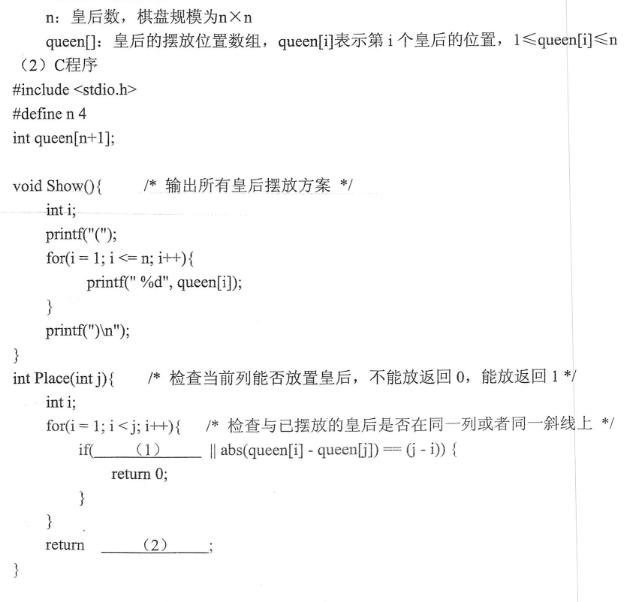 n：皇后数，棋盘规模为n×n
queen[]：皇后的摆放位置数组，queen[i]表示第 i 个皇后的位置，1≤queen[i]≤n
（2）C程序
#include <stdio.h>
#define n 4
int queen[n+1];
void Show(){ /* 输出所有皇后摆放方案 */
int i;
printf("(");
for(i = 1; i <= n; i++){
printf(" %d", queen[i]);
}
printf(")\n");
}
int Place(int j){ /* 检查当前列能否放置皇后，不能放返回 0，能放返回 1 */
int i;
for(i = 1; i < j; i++){ /* 检查与已摆放的皇后是否在同一列或者同一斜线上 */
if(（1） || abs(queen[i] - queen[j]) == (j - i)) {
return 0;
}
}
return （2）;
}